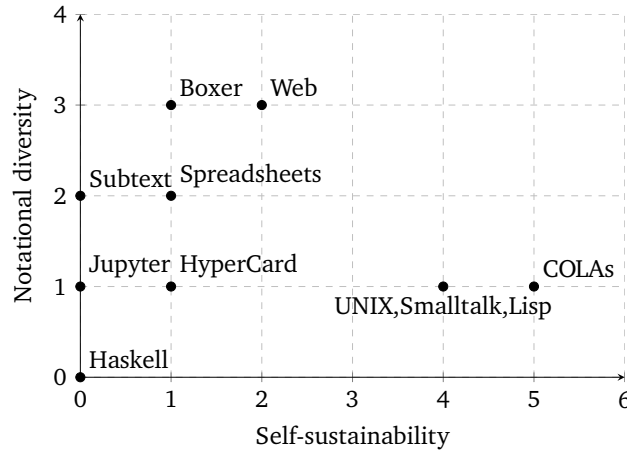 4
Boxer Web
3
Subtext Spreadsheets
2
Jupyter HyperCard
COLAs
1
UNIX,Smalltalk,Lisp
Haskell
0
0 1 2 3 4 5 6
Self-sustainability
Notational diversity